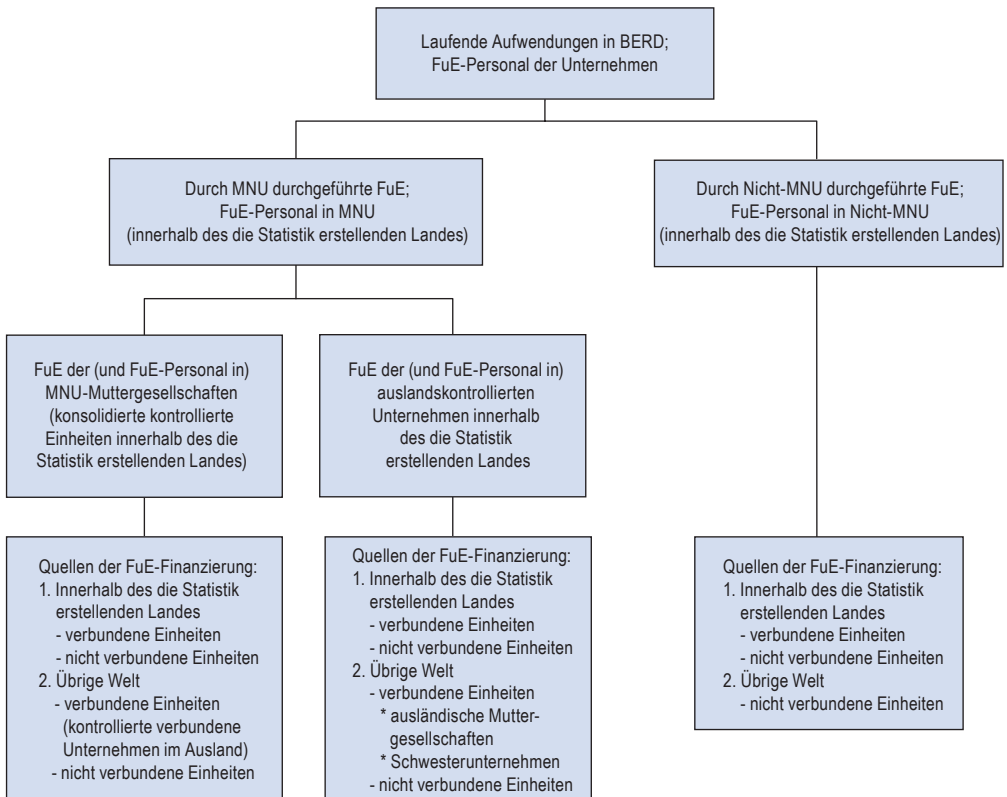 Laufende Aufwendungen in BERD;
FuE-Personal der Unternehmen
Durch MNU durchgeführte FuE;
FuE-Personal in MNU
(innerhalb des die Statistik erstellenden Landes)
Durch Nicht-MNU durchgeführte FuE;
FuE-Personal in Nicht-MNU
(innerhalb des die Statistik erstellenden Landes)
FuE der (und FuE-Personal in)
MNU-Muttergesellschaften
(konsolidierte kontrollierte
Einheiten innerhalb des die
Statistik erstellenden Landes)
FuE der (und FuE-Personal in)
auslandskontrollierten
Unternehmen innerhalb
des die Statistik
erstellenden Landes
Quellen der FuE-Finanzierung:
1. Innerhalb des die Statistik
erstellenden Landes
- verbundene Einheiten
- nicht verbundene Einheiten
2. Übrige Welt
- verbundene Einheiten
(kontrollierte verbundene
Unternehmen im Ausland)
- nicht verbundene Einheiten
Quellen der FuE-Finanzierung:
1. Innerhalb des die Statistik
erstellenden Landes
- verbundene Einheiten
- nicht verbundene Einheiten
2. Übrige Welt
- verbundene Einheiten
* ausländische Mutter-
gesellschaften
* Schwesterunternehmen
- nicht verbundene Einheiten
Quellen der FuE-Finanzierung:
1. Innerhalb des die Statistik
erstellenden Landes
- verbundene Einheiten
- nicht verbundene Einheiten
2. Übrige Welt
- nicht verbundene Einheiten